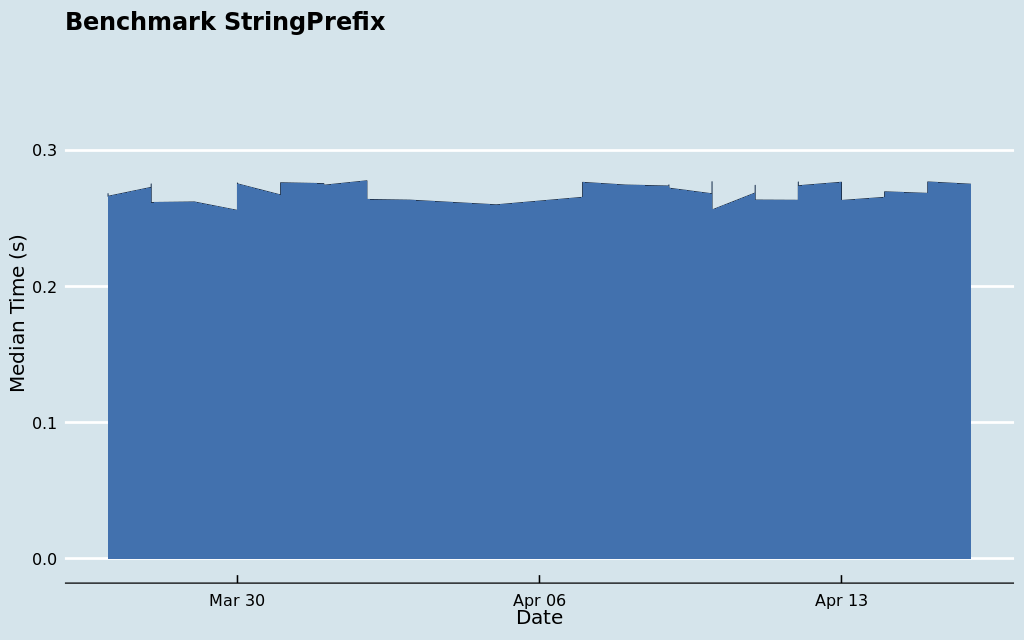 Benchmark StringPrefix
Median Time (s)
0.3
0.2
0.1
0.0
Mar 30
Apr 06
Apr 13
Date